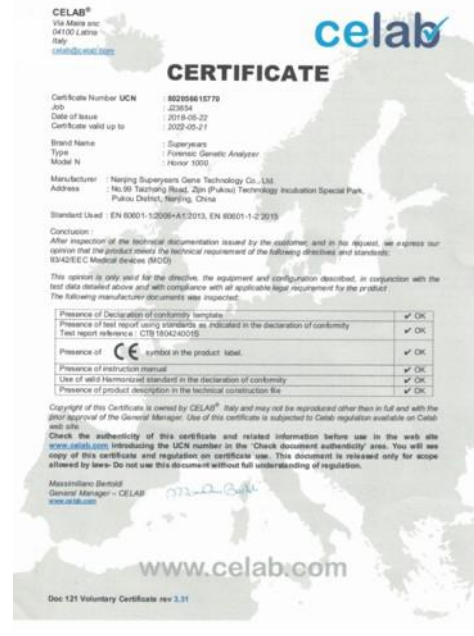 CELAB®
Via Maira snc
04100 Latina
Italy
celab@celab.com
celab
CERTIFICATE
Certificate Number UCN : 802056615770
Job : J23654
Date of Issue : 2018-05-22
Certificate valid up to : 2022-05-21
Brand Name : Superyears
Type : Forensic Genetic Analyzer
Model N : Honor 1000
Manufacturer : Nanjing Superyears Gene Technology Co., Ltd.
Address : No.99 Taizhong Road, Zijin (Pukou) Technology Incubation Special Park,
Pukou District, Nanjing, China
Standard Used : EN 60601-1:2006+A1:2013, EN 60601-1-2:2015
Conclusion :
After inspection of the technical documentation issued by the customer, and in his request, we express our
opinion that the product meets the technical requirement of the following directives and standards:
93/42/EEC Medical devices (MDD)
This opinion is only valid for the directive, the equipment and configuration described, in conjunction with the
test data detailed above and with compliance with all applicable legal requirement for the product.
The following manufacturer documents was inspected:
Presence of Declaration of conformity template ✔ OK
Presence of test report using standards as indicated in the declaration of conformity
Test report reference : CTB180424001S ✔ OK
Presence of CE symbol in the product label. ✔ OK
Presence of instruction manual ✔ OK
Use of valid Harmonized standard in the declaration of conformity ✔ OK
Presence of product description in the technical construction file ✔ OK
Copyright of this Certificate is owned by CELAB® Italy and may not be reproduced other then in full and with the
prior approval of the General Manager. Use of this certificate is subjected to Celab regulation available on Celab
web site.
Check the authenticity of this certificate and related information before use in the web site
www.celab.com introducing the UCN number in the 'Check document authenticity' area. You will see
copy of this certificate and regulation on certificate use. This document is released only for scope
allowed by laws- Do not use this document without full understanding of regulation.
Massimiliano Bertoldi
General Manager – CELAB
www.celab.com
www.celab.com
Doc 121 Voluntary Certificate rev 3.31